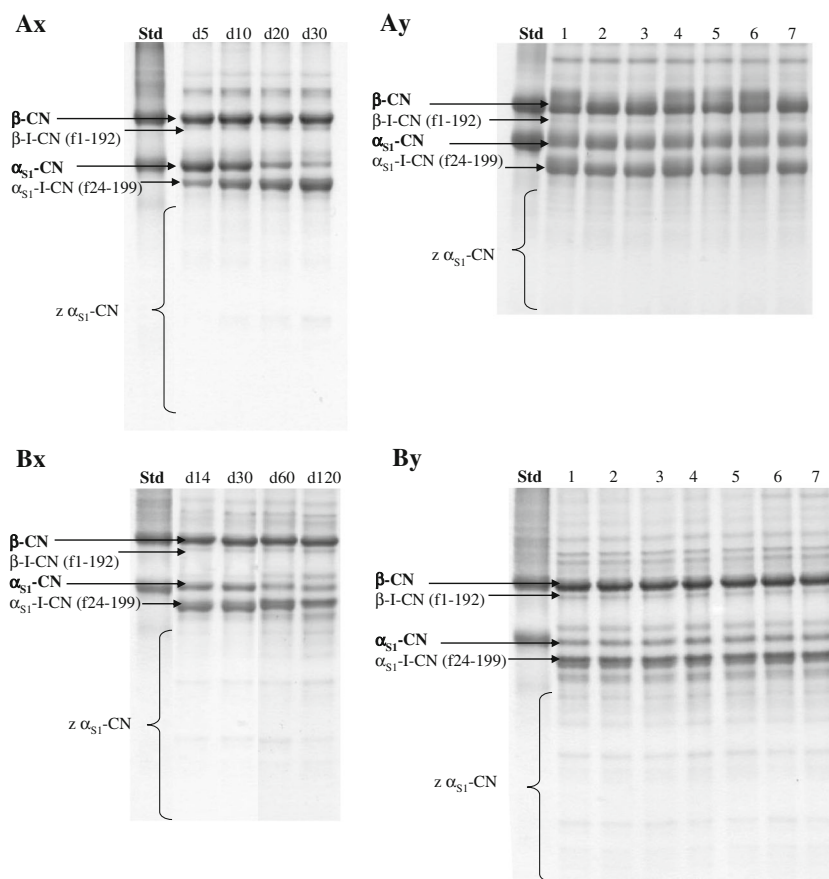 Ax
Std d5 d10 d20 d30
β-CN
β-I-CN (f1-192)
αS1-CN
αS1-I-CN (f24-199)
z αS1-CN
Ay
Std 1 2 3 4 5 6 7
β-CN
β-I-CN (f1-192)
αS1-CN
αS1-I-CN (f24-199)
z αS1-CN
Bx
Std d14 d30 d60 d120
β-CN
β-I-CN (f1-192)
αS1-CN
αS1-I-CN (f24-199)
z αS1-CN
By
Std 1 2 3 4 5 6 7
β-CN
β-I-CN (f1-192)
αS1-CN
αS1-I-CN (f24-199)
z αS1-CN